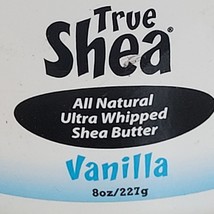 True
Shea®
All Natural
Ultra Whipped
Shea Butter
Vanilla
8oz/227g